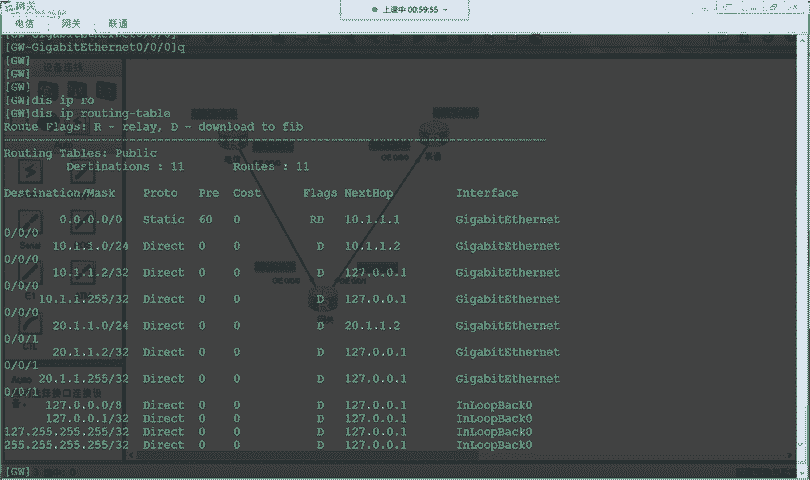 网关
上课中 00:59:55
电信 网关 联通
[GW-GigabitEthernet0/0/0]
[GW-GigabitEthernet0/0/0]q
[GW]
[GW]
[GW]
[GW]dis ip ro
[GW]dis ip routing-table
Route Flags: R - relay, D - download to fib
------------------------------------------------------------------------------
Routing Tables: Public
Destinations : 11 Routes : 11
Destination/Mask Proto Pre Cost Flags NextHop Interface
0.0.0.0/0 Static 60 0 RD 10.1.1.1 GigabitEthernet
0/0/0
10.1.1.0/24 Direct 0 0 D 10.1.1.2 GigabitEthernet
0/0/0
10.1.1.2/32 Direct 0 0 D 127.0.0.1 GigabitEthernet
0/0/0
10.1.1.255/32 Direct 0 0 D 127.0.0.1 GigabitEthernet
0/0/0
20.1.1.0/24 Direct 0 0 D 20.1.1.2 GigabitEthernet
0/0/1
20.1.1.2/32 Direct 0 0 D 127.0.0.1 GigabitEthernet
0/0/1
20.1.1.255/32 Direct 0 0 D 127.0.0.1 GigabitEthernet
0/0/1
127.0.0.0/8 Direct 0 0 D 127.0.0.1 InLoopBack0
127.0.0.1/32 Direct 0 0 D 127.0.0.1 InLoopBack0
127.255.255.255/32 Direct 0 0 D 127.0.0.1 InLoopBack0
255.255.255.255/32 Direct 0 0 D 127.0.0.1 InLoopBack0
[GW]